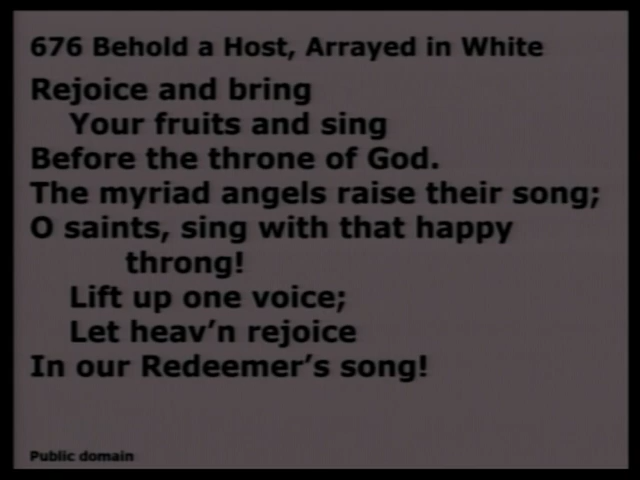 676 Behold a Host, Arrayed in White
Rejoice and bring
Your fruits and sing
Before the throne of God.
The myriad angels raise their song;
O saints, sing with that happy
throng!
Lift up one voice;
Let heav’n rejoice
In our Redeemer’s song!
Public domain